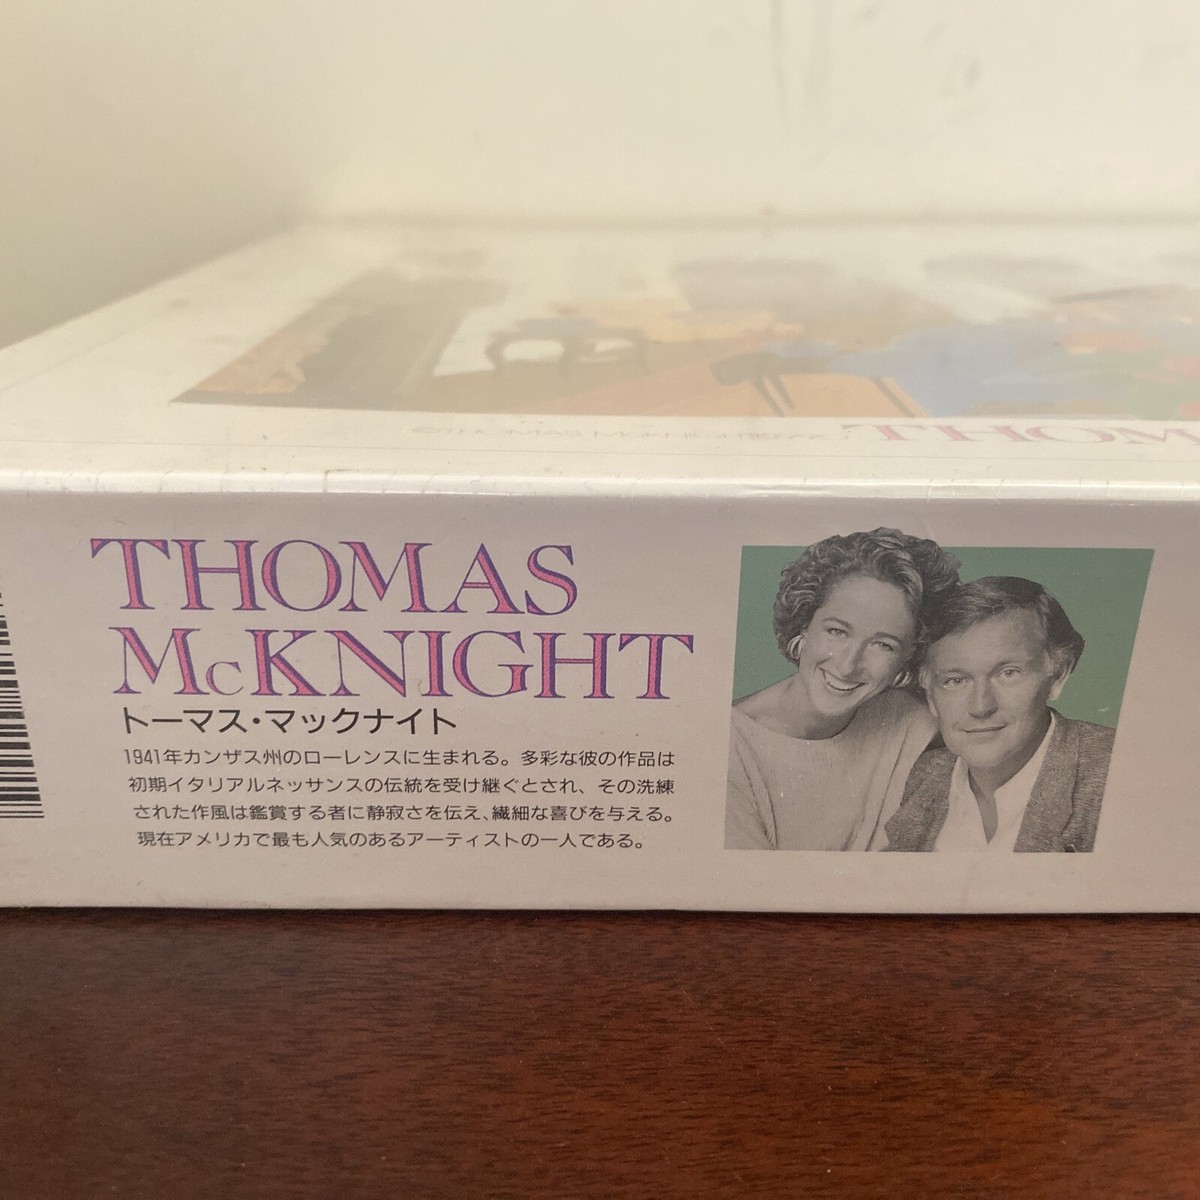 ©THOMAS McKNIGHT
THOM
THOMAS
McKNIGHT
トーマス・マックナイト
1941年カンザス州のローレンスに生まれる。多彩な彼の作品は
初期イタリアルネッサンスの伝統を受け継ぐとされ、その洗練
された作風は鑑賞する者に静寂さを伝え、繊細な喜びを与える。
現在アメリカで最も人気のあるアーティストの一人である。